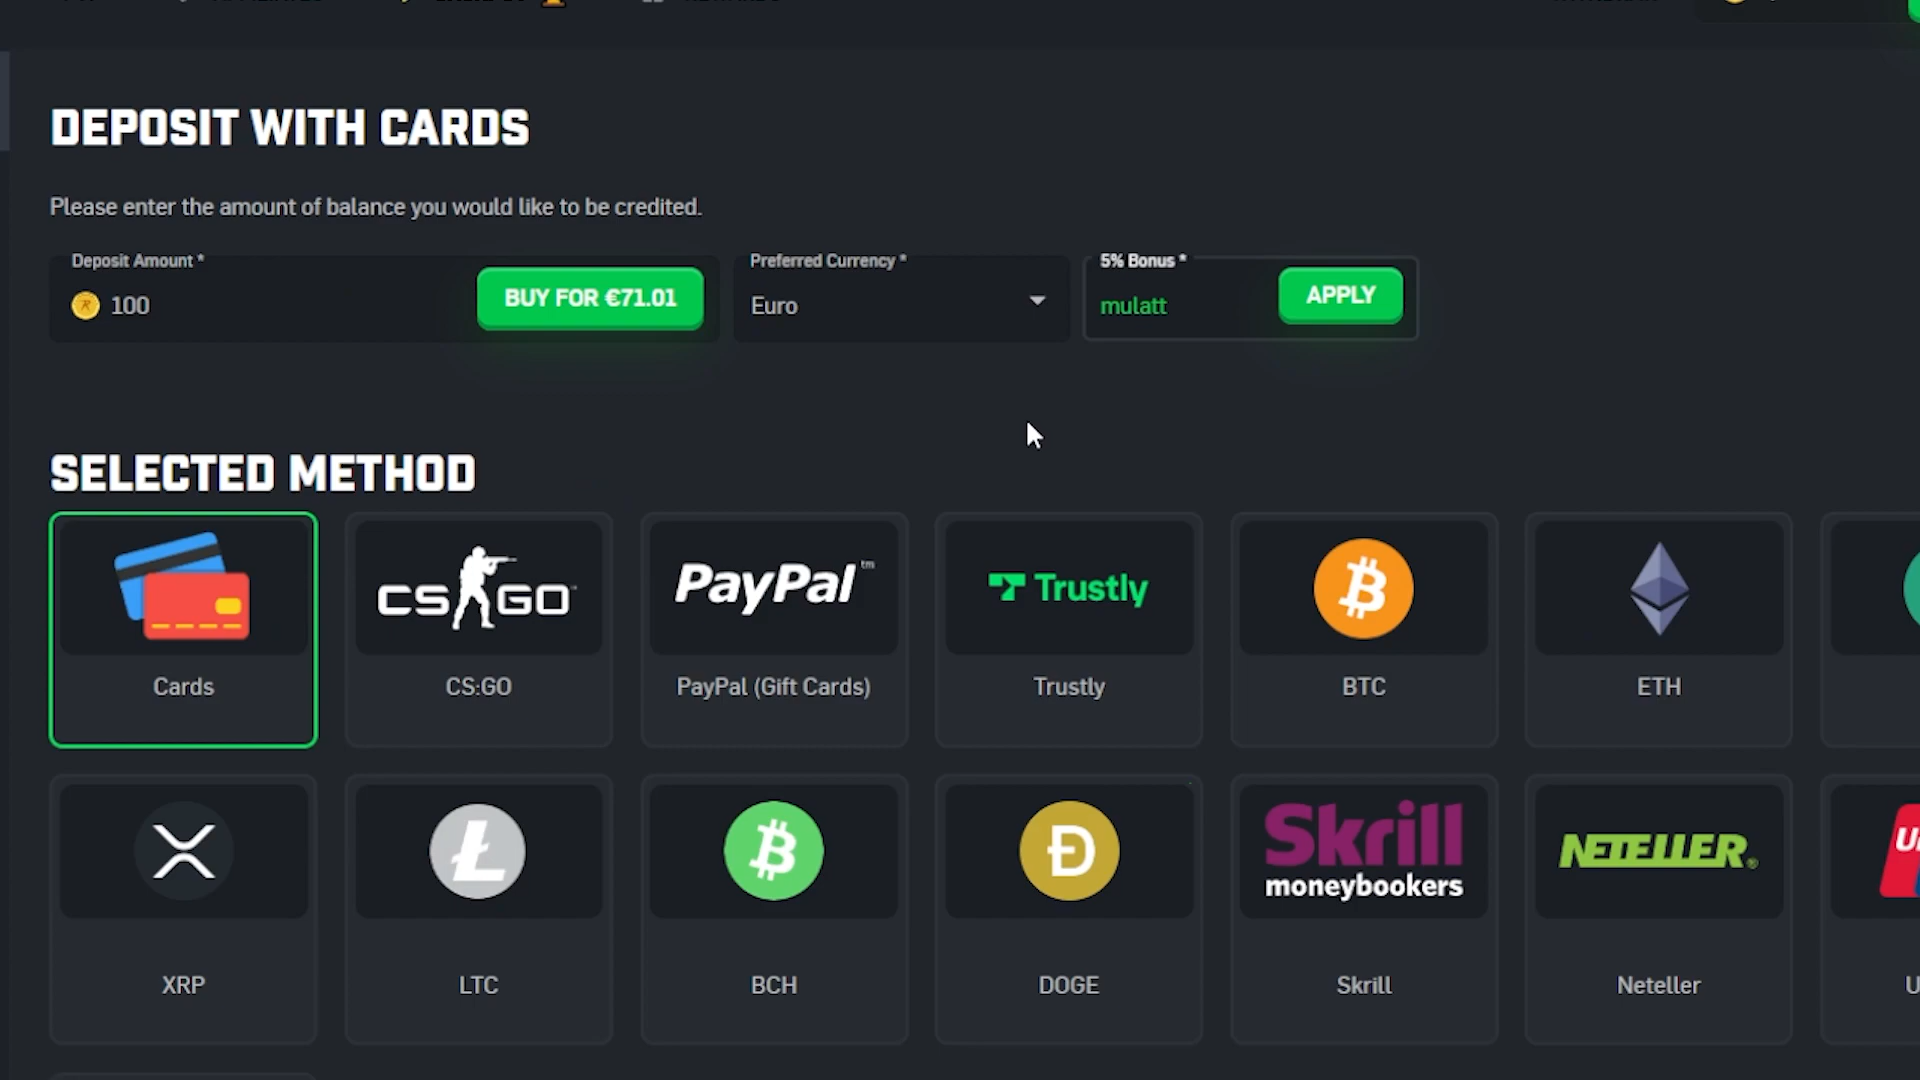 DEPOSIT WITH CARDS
Please enter the amount of balance you would like to be credited.
Deposit Amount *
100
BUY FOR €71.01
Preferred Currency *
Euro
5% Bonus *
mulatt
APPLY
SELECTED METHOD
Cards
CS GO
CS:GO
PayPal™
PayPal (Gift Cards)
Trustly
Trustly
BTC
ETH
XRP
LTC
BCH
DOGE
Skrill
moneybookers
Skrill
NETELLER®
Neteller